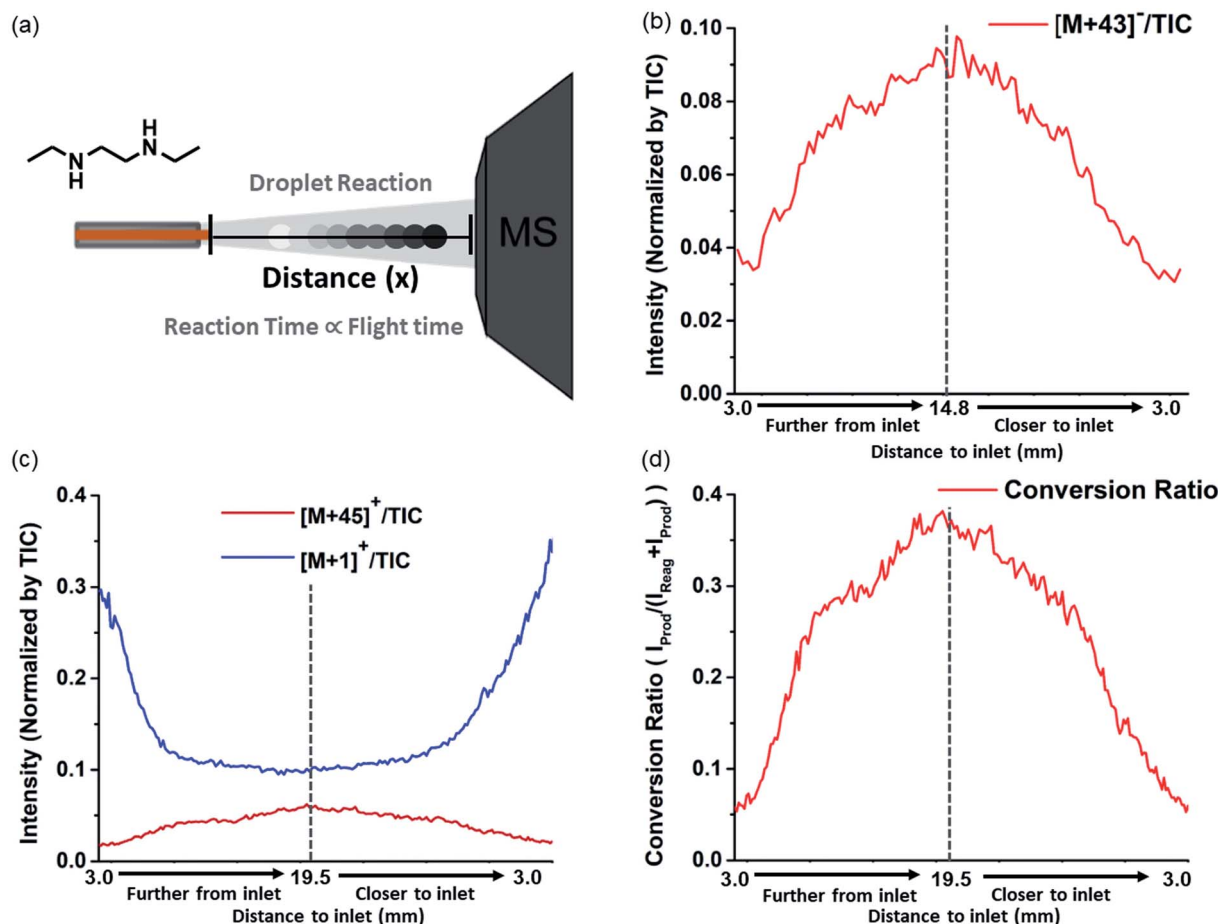 (a)
H
N
N
H
Droplet Reaction
MS
Distance (x)
Reaction Time ∝ Flight time
(b)
[M+43]⁻/TIC
Intensity (Normalized by TIC)
0.10
0.08
0.06
0.04
0.02
0.00
3.0 14.8 3.0
Further from inlet Closer to inlet
Distance to inlet (mm)
(c)
[M+45]⁺/TIC
[M+1]⁺/TIC
Intensity (Normalized by TIC)
0.4
0.3
0.2
0.1
0.0
3.0 19.5 3.0
Further from inlet Closer to inlet
Distance to inlet (mm)
(d)
Conversion Ratio
Conversion Ratio ( I_Prod/(I_Reag+I_Prod))
0.4
0.3
0.2
0.1
0.0
3.0 19.5 3.0
Further from inlet Closer to inlet
Distance to inlet (mm)